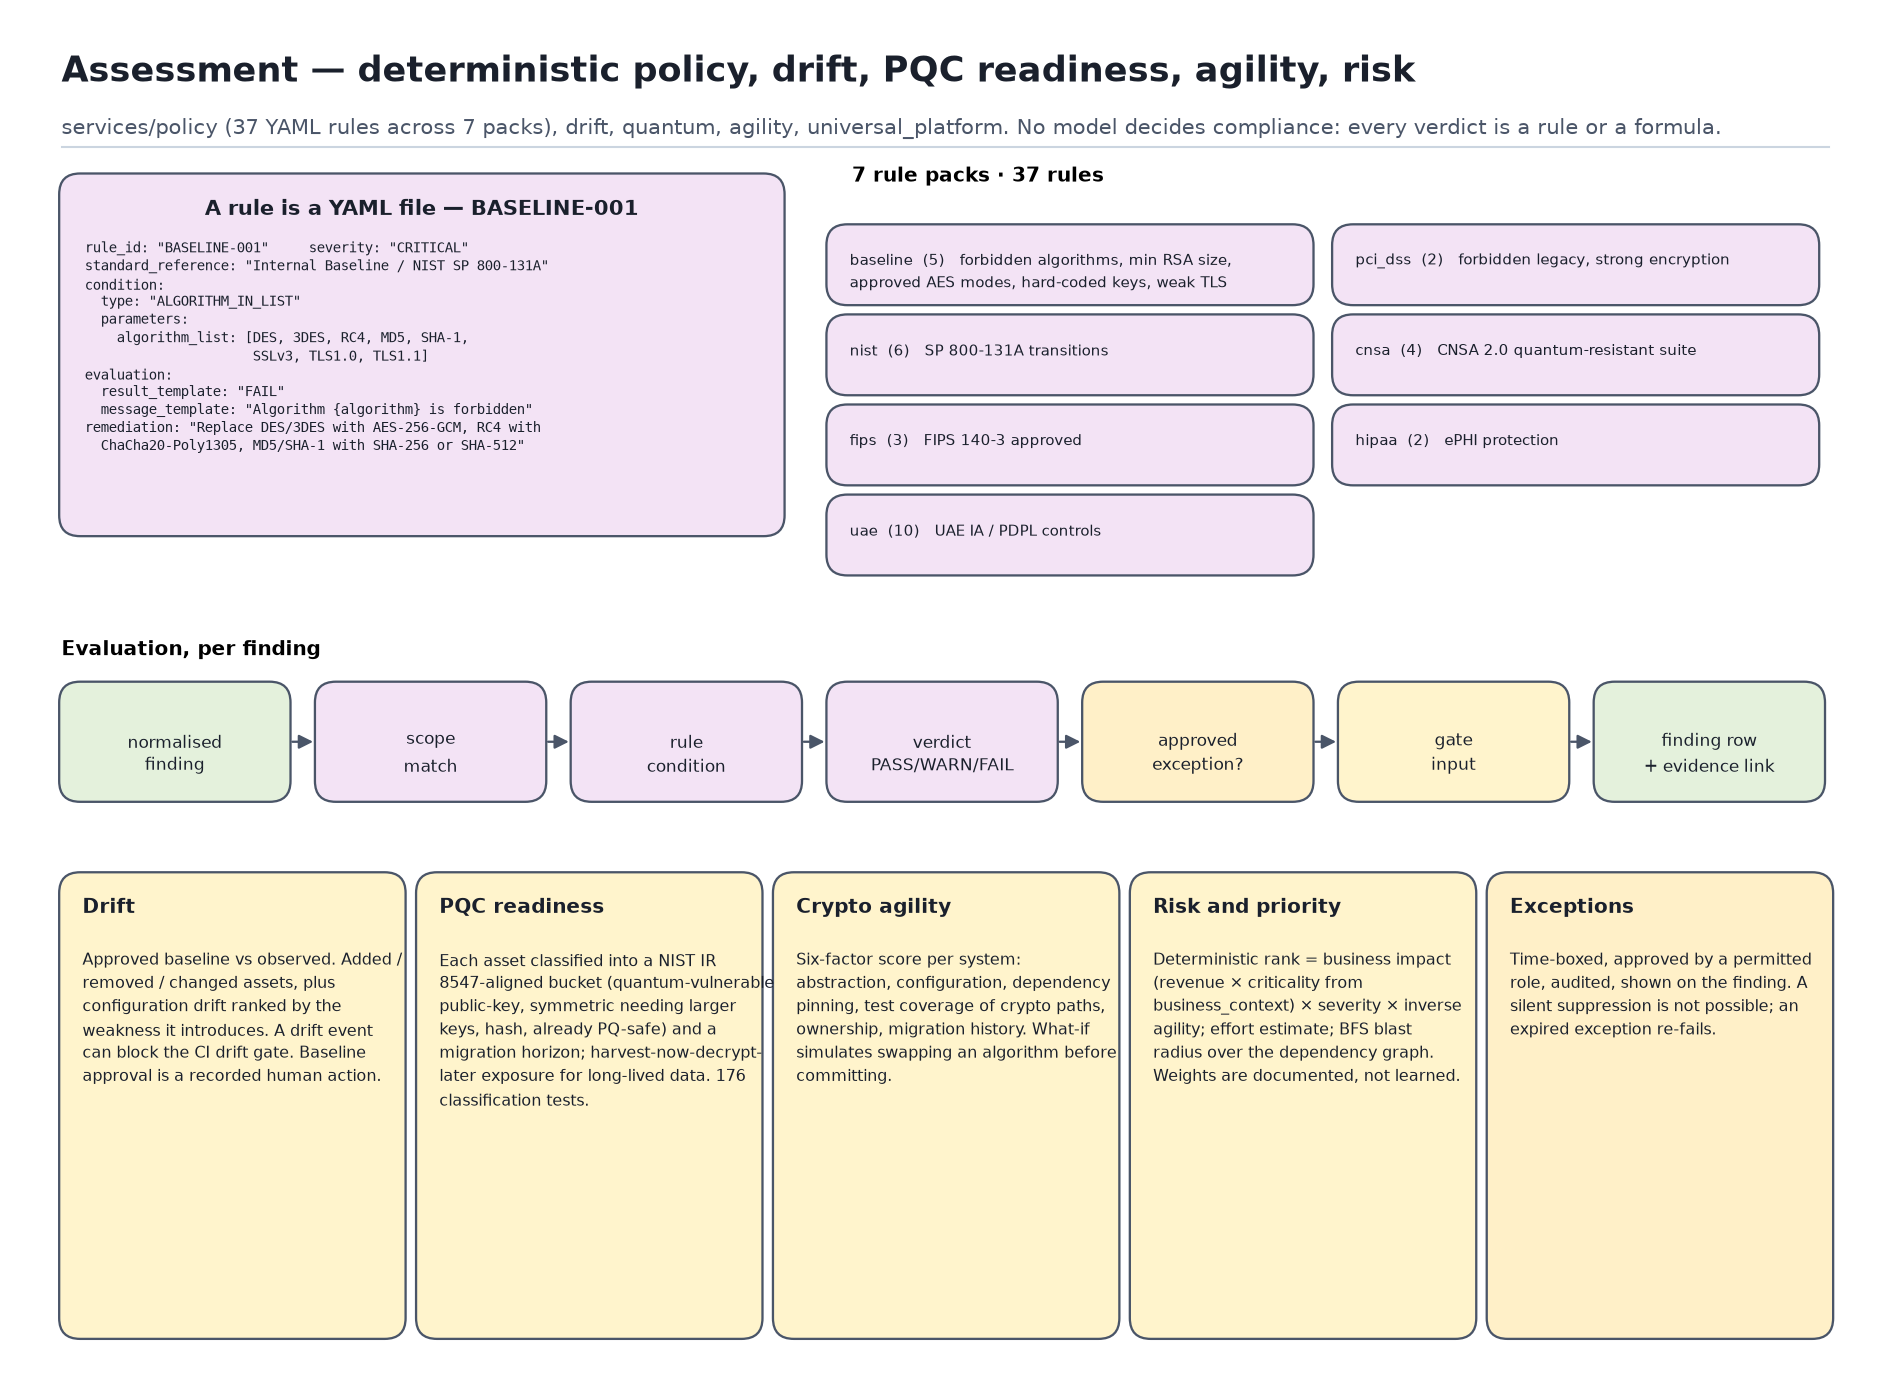 Assessment — deterministic policy, drift, PQC readiness, agility, risk
services/policy (37 YAML rules across 7 packs), drift, quantum, agility, universal_platform. No model decides compliance: every verdict is a rule or a formula.
A rule is a YAML file — BASELINE-001
rule_id: "BASELINE-001"     severity: "CRITICAL"
standard_reference: "Internal Baseline / NIST SP 800-131A"
condition:
  type: "ALGORITHM_IN_LIST"
  parameters:
    algorithm_list: [DES, 3DES, RC4, MD5, SHA-1,
                     SSLv3, TLS1.0, TLS1.1]
evaluation:
  result_template: "FAIL"
  message_template: "Algorithm {algorithm} is forbidden"
remediation: "Replace DES/3DES with AES-256-GCM, RC4 with
  ChaCha20-Poly1305, MD5/SHA-1 with SHA-256 or SHA-512"
7 rule packs · 37 rules
baseline  (5)   forbidden algorithms, min RSA size,
approved AES modes, hard-coded keys, weak TLS
pci_dss  (2)   forbidden legacy, strong encryption
nist  (6)   SP 800-131A transitions
cnsa  (4)   CNSA 2.0 quantum-resistant suite
fips  (3)   FIPS 140-3 approved
hipaa  (2)   ePHI protection
uae  (10)   UAE IA / PDPL controls
Evaluation, per finding
normalised
finding
scope
match
rule
condition
verdict
PASS/WARN/FAIL
approved
exception?
gate
input
finding row
+ evidence link
Drift
Approved baseline vs observed. Added /
removed / changed assets, plus
configuration drift ranked by the
weakness it introduces. A drift event
can block the CI drift gate. Baseline
approval is a recorded human action.
PQC readiness
Each asset classified into a NIST IR
8547-aligned bucket (quantum-vulnerable
public-key, symmetric needing larger
keys, hash, already PQ-safe) and a
migration horizon; harvest-now-decrypt-
later exposure for long-lived data. 176
classification tests.
Crypto agility
Six-factor score per system:
abstraction, configuration, dependency
pinning, test coverage of crypto paths,
ownership, migration history. What-if
simulates swapping an algorithm before
committing.
Risk and priority
Deterministic rank = business impact
(revenue × criticality from
business_context) × severity × inverse
agility; effort estimate; BFS blast
radius over the dependency graph.
Weights are documented, not learned.
Exceptions
Time-boxed, approved by a permitted
role, audited, shown on the finding. A
silent suppression is not possible; an
expired exception re-fails.